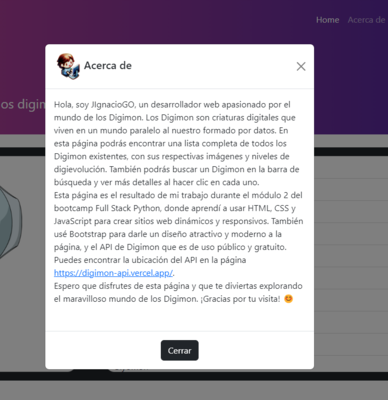 Home Acerca de
Acerca de
os digim
Hola, soy JIgnacioGO, un desarrollador web apasionado por el
mundo de los Digimon. Los Digimon son criaturas digitales que
viven en un mundo paralelo al nuestro formado por datos. En
esta página podrás encontrar una lista completa de todos los
Digimon existentes, con sus respectivas imágenes y niveles de
digievolución. También podrás buscar un Digimon en la barra de
búsqueda y ver más detalles al hacer clic en cada uno.
Esta página es el resultado de mi trabajo durante el módulo 2 del
bootcamp Full Stack Python, donde aprendí a usar HTML, CSS y
JavaScript para crear sitios web dinámicos y responsivos. También
usé Bootstrap para darle un diseño atractivo y moderno a la
página, y el API de Digimon que es de uso público y gratuito.
Puedes encontrar la ubicación del API en la página
https://digimon-api.vercel.app/.
Espero que disfrutes de esta página y que te diviertas explorando
el maravilloso mundo de los Digimon. ¡Gracias por tu visita! 😊
Cerrar